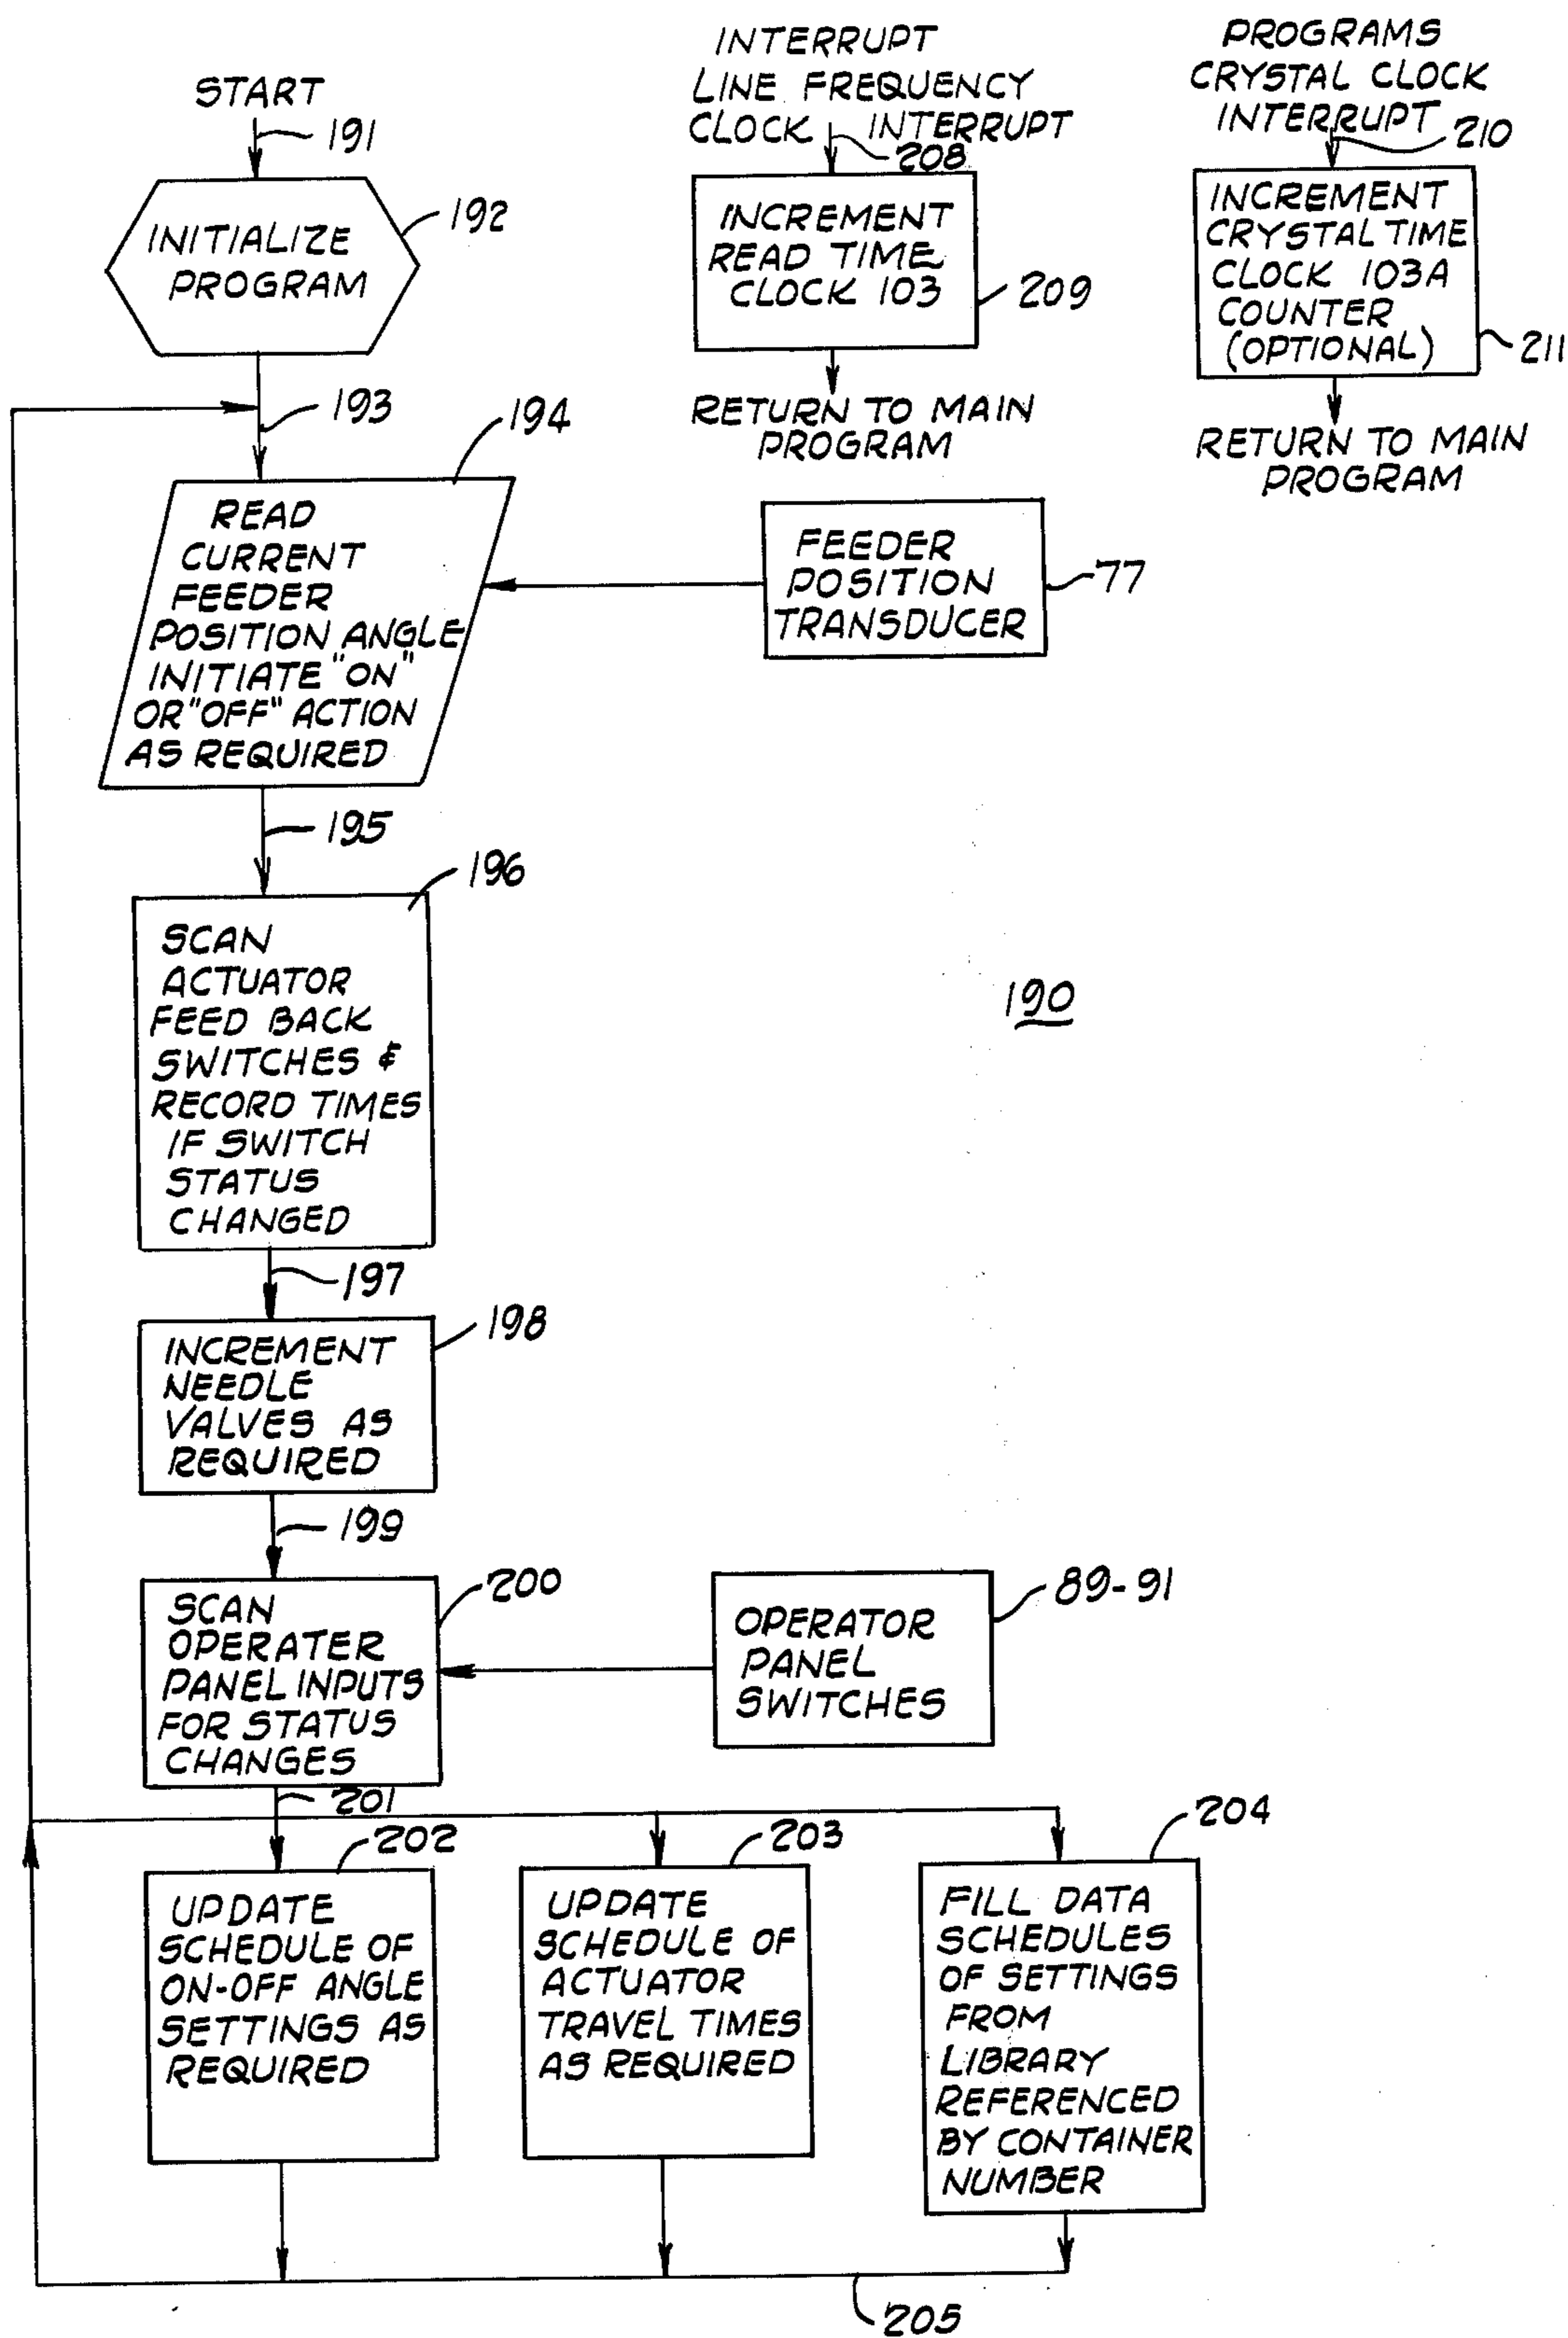 START
191
INITIALIZE
PROGRAM
192
193
INTERRUPT
LINE FREQUENCY
CLOCK INTERRUPT
208
INCREMENT
READ TIME
CLOCK 103
209
RETURN TO MAIN
PROGRAM
PROGRAMS
CRYSTAL CLOCK
INTERRUPT
210
INCREMENT
CRYSTAL TIME
CLOCK 103A
COUNTER
(OPTIONAL)
211
RETURN TO MAIN
PROGRAM
194
READ
CURRENT
FEEDER
POSITION ANGLE
INITIATE "ON"
OR "OFF" ACTION
AS REQUIRED
FEEDER
POSITION
TRANSDUCER
77
195
196
SCAN
ACTUATOR
FEED BACK
SWITCHES &
RECORD TIMES
IF SWITCH
STATUS
CHANGED
190
197
198
INCREMENT
NEEDLE
VALVES AS
REQUIRED
199
200
SCAN
OPERATER
PANEL INPUTS
FOR STATUS
CHANGES
OPERATOR
PANEL
SWITCHES
89-91
201
202
UPDATE
SCHEDULE OF
ON-OFF ANGLE
SETTINGS AS
REQUIRED
203
UPDATE
SCHEDULE OF
ACTUATOR
TRAVEL TIMES
AS REQUIRED
204
FILL DATA
SCHEDULES
OF SETTINGS
FROM
LIBRARY
REFERENCED
BY CONTAINER
NUMBER
205